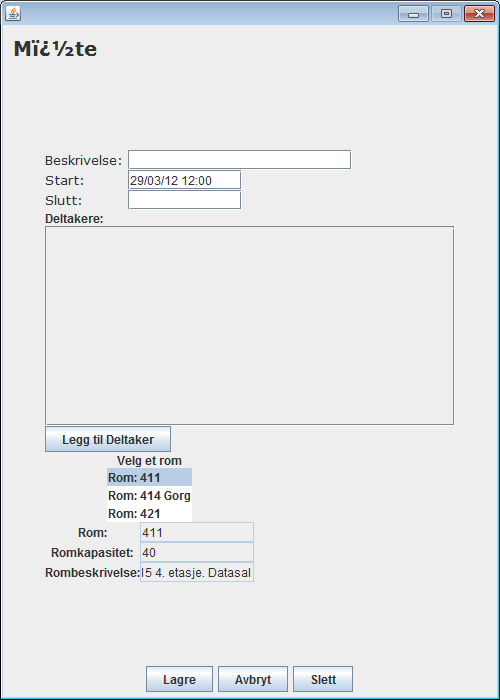 Mï¿½te
Beskrivelse:
Start: 29/03/12 12:00
Slutt:
Deltakere:
Legg til Deltaker
Velg et rom
Rom: 411
Rom: 414 Gorg
Rom: 421
Rom: 411
Romkapasitet: 40
Rombeskrivelse: 15 4. etasje. Datasal
Lagre Avbryt Slett